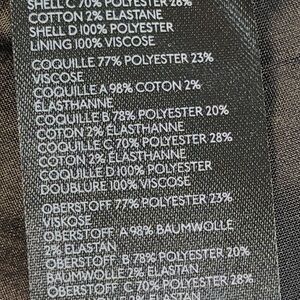 SHELL C 70% POLYESTER 28%
COTTON 2% ELASTANE
SHELL D 100% POLYESTER
LINING 100% VISCOSE
COQUILLE 77% POLYESTER 23%
VISCOSE
COQUILLE A 98% COTON 2%
ÉLASTHANNE
COQUILLE B 78% POLYESTER 20%
COTON 2% ÉLASTHANNE
COQUILLE C 70% POLYESTER 28%
COTON 2% ÉLASTHANNE
COQUILLE D 100% POLYESTER
DOUBLURE 100% VISCOSE
OBERSTOFF 77% POLYESTER 23%
VISKOSE
OBERSTOFF A 98% BAUMWOLLE
2% ELASTAN
OBERSTOFF B 78% POLYESTER 20%
BAUMWOLLE 2% ELASTAN
OBERSTOFF C 70% POLYESTER 28%
BAUMWOLLE 2% ELASTAN